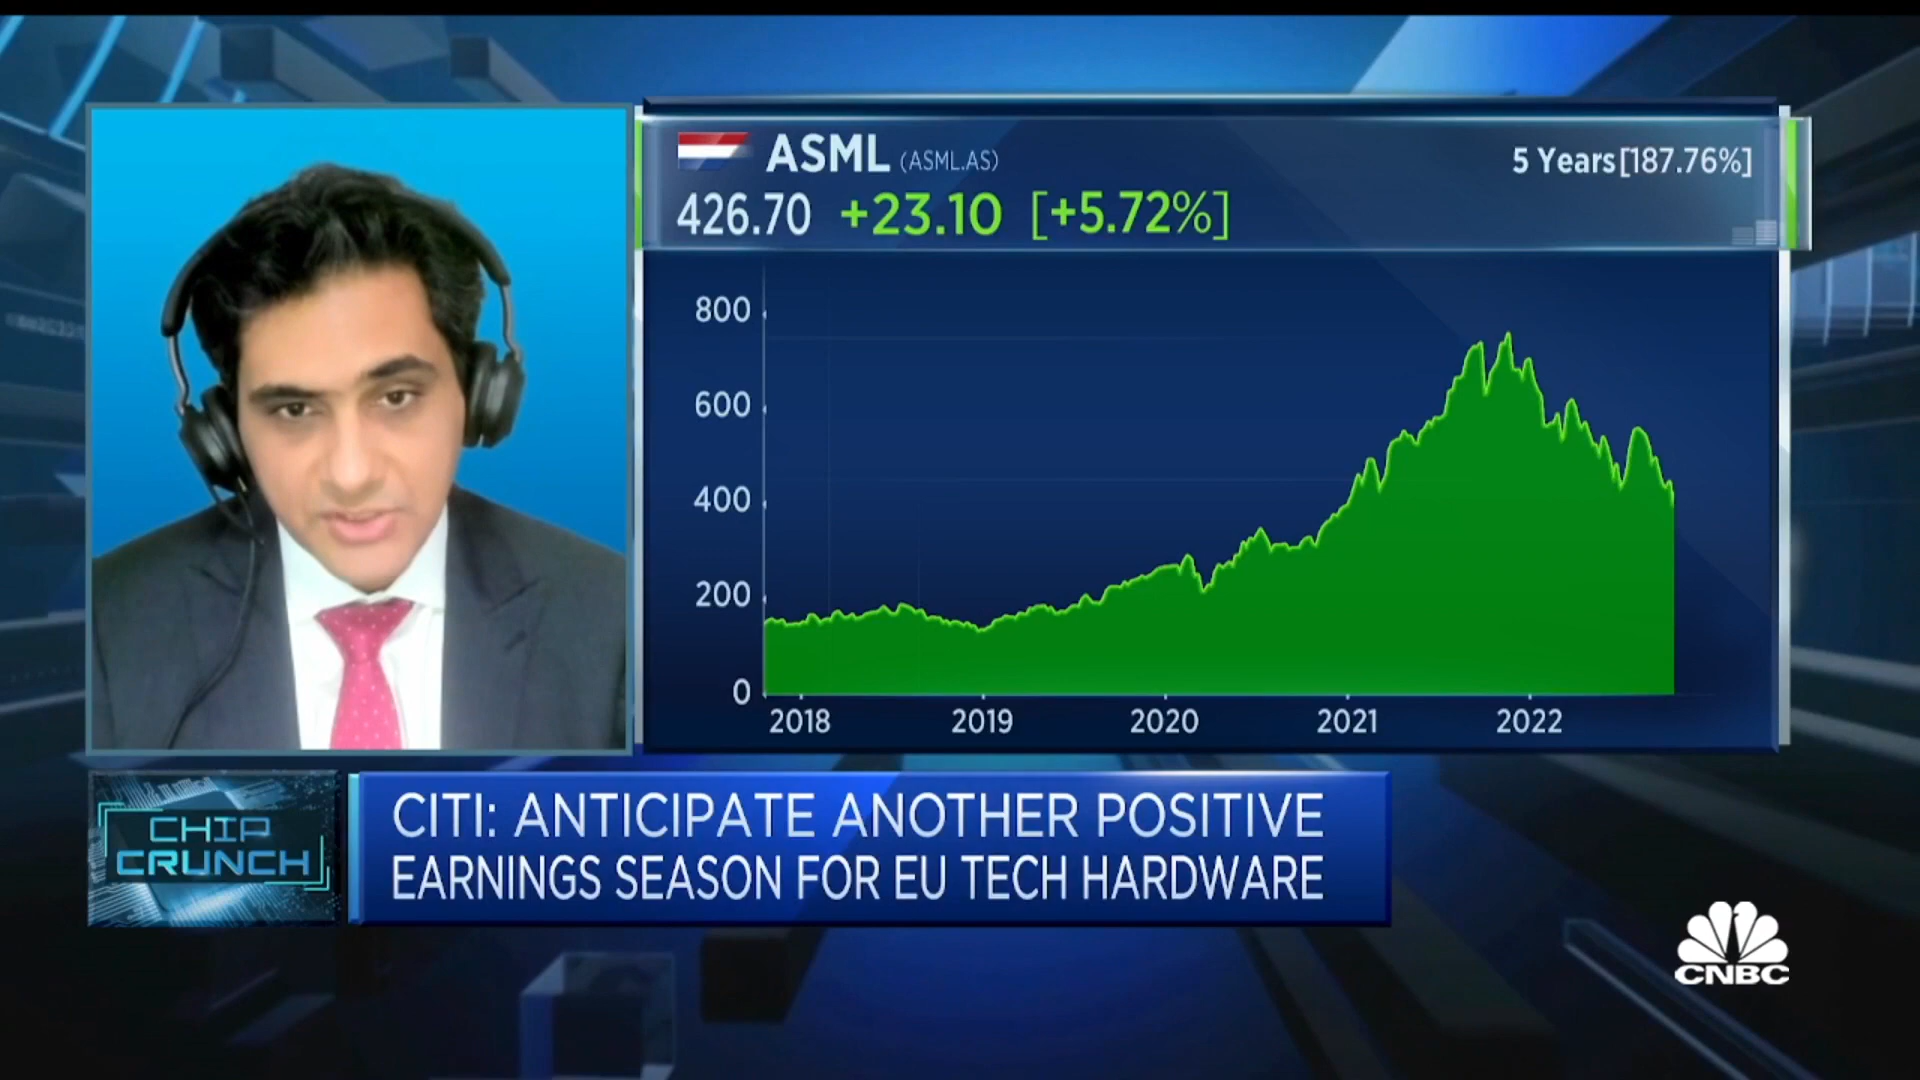 ASML (ASML.AS)
5 Years[187.76%]
426.70 +23.10 [+5.72%]
800
600
400
200
0
2018 2019 2020 2021 2022
CHIP
CRUNCH
CITI: ANTICIPATE ANOTHER POSITIVE
EARNINGS SEASON FOR EU TECH HARDWARE
CNBC